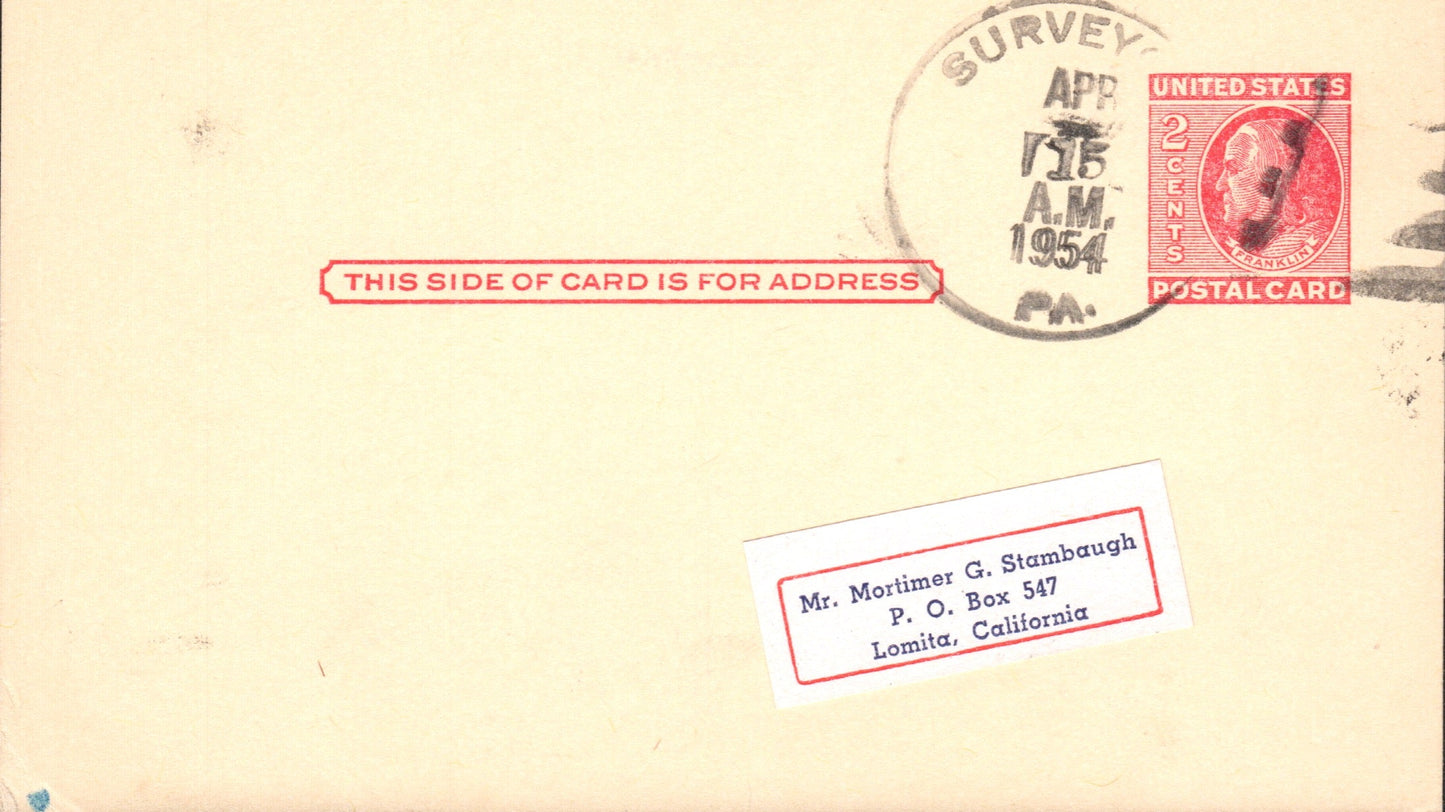 SURVEY
APR
15
A.M.
1954
PA.
UNITED STATES
2
CENTS
FRANKLIN
POSTAL CARD
THIS SIDE OF CARD IS FOR ADDRESS
Mr. Mortimer G. Stambaugh
P. O. Box 547
Lomita, California